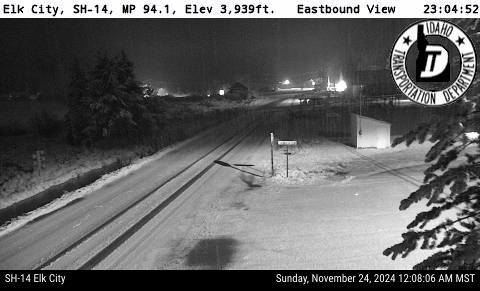 Elk City, SH-14, MP 94.1, Elev 3,939ft. Eastbound View 23:04:52
IDAHO
TRANSPORTATION DEPARTMENT
SH-14 Elk City
Sunday, November 24, 2024 12:08:06 AM MST